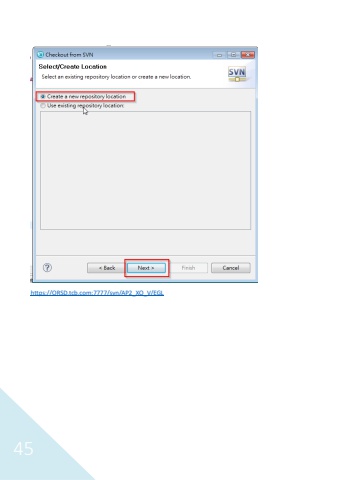 Checkout from SVN
Select/Create Location
Select an existing repository location or create a new location.
SVN
Create a new repository location
Use existing repository location:
< Back Next > Finish Cancel
https://ORSD.tcb.com:7777/svn/AP2_XO_V/EGL
45